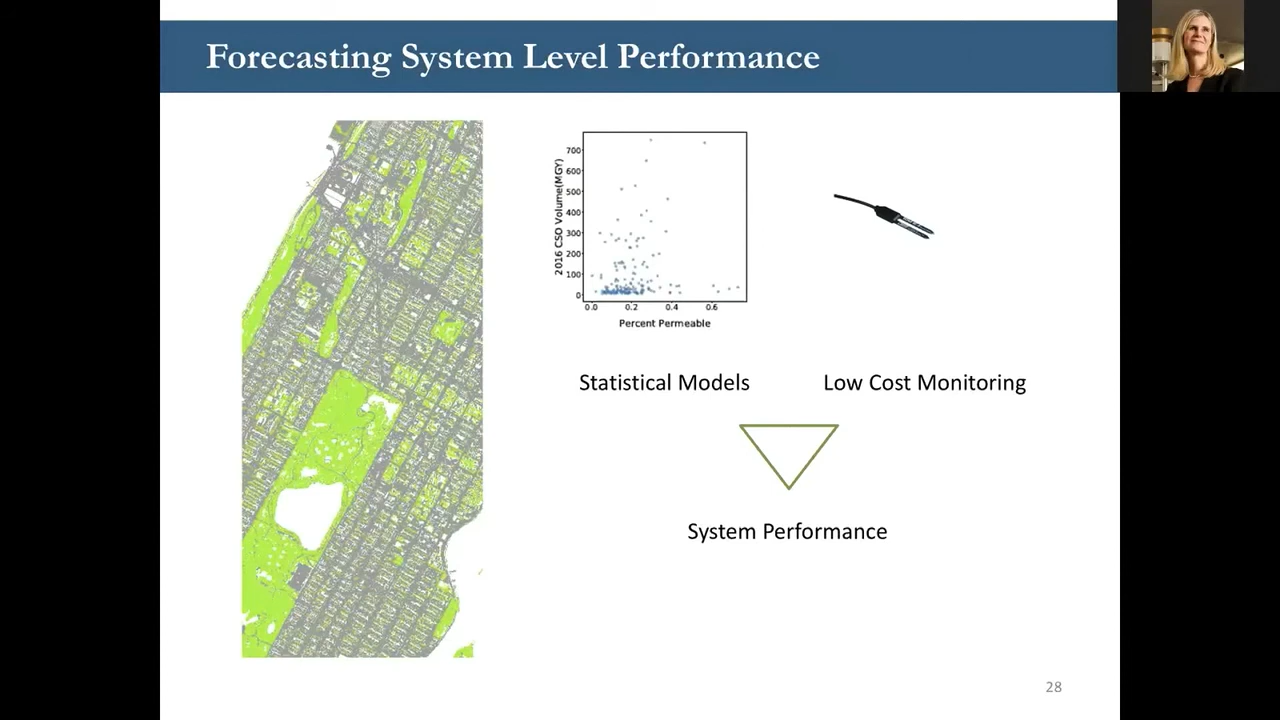 Forecasting System Level Performance
2016 CSO Volume(MGY)
700
600
500
400
300
200
100
0
0.0 0.2 0.4 0.6
Percent Permeable
Statistical Models
Low Cost Monitoring
System Performance
28